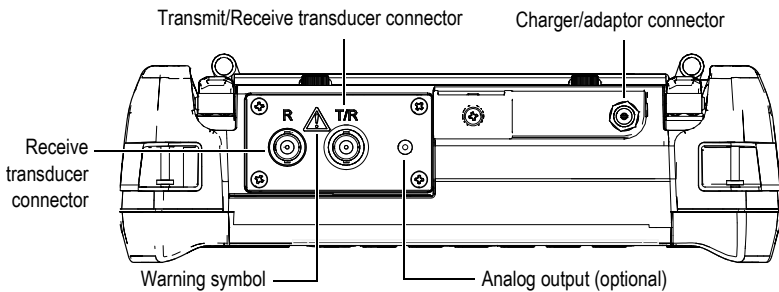 Transmit/Receive transducer connector
Charger/adaptor connector
R
T/R
Receive
transducer
connector
Warning symbol
Analog output (optional)